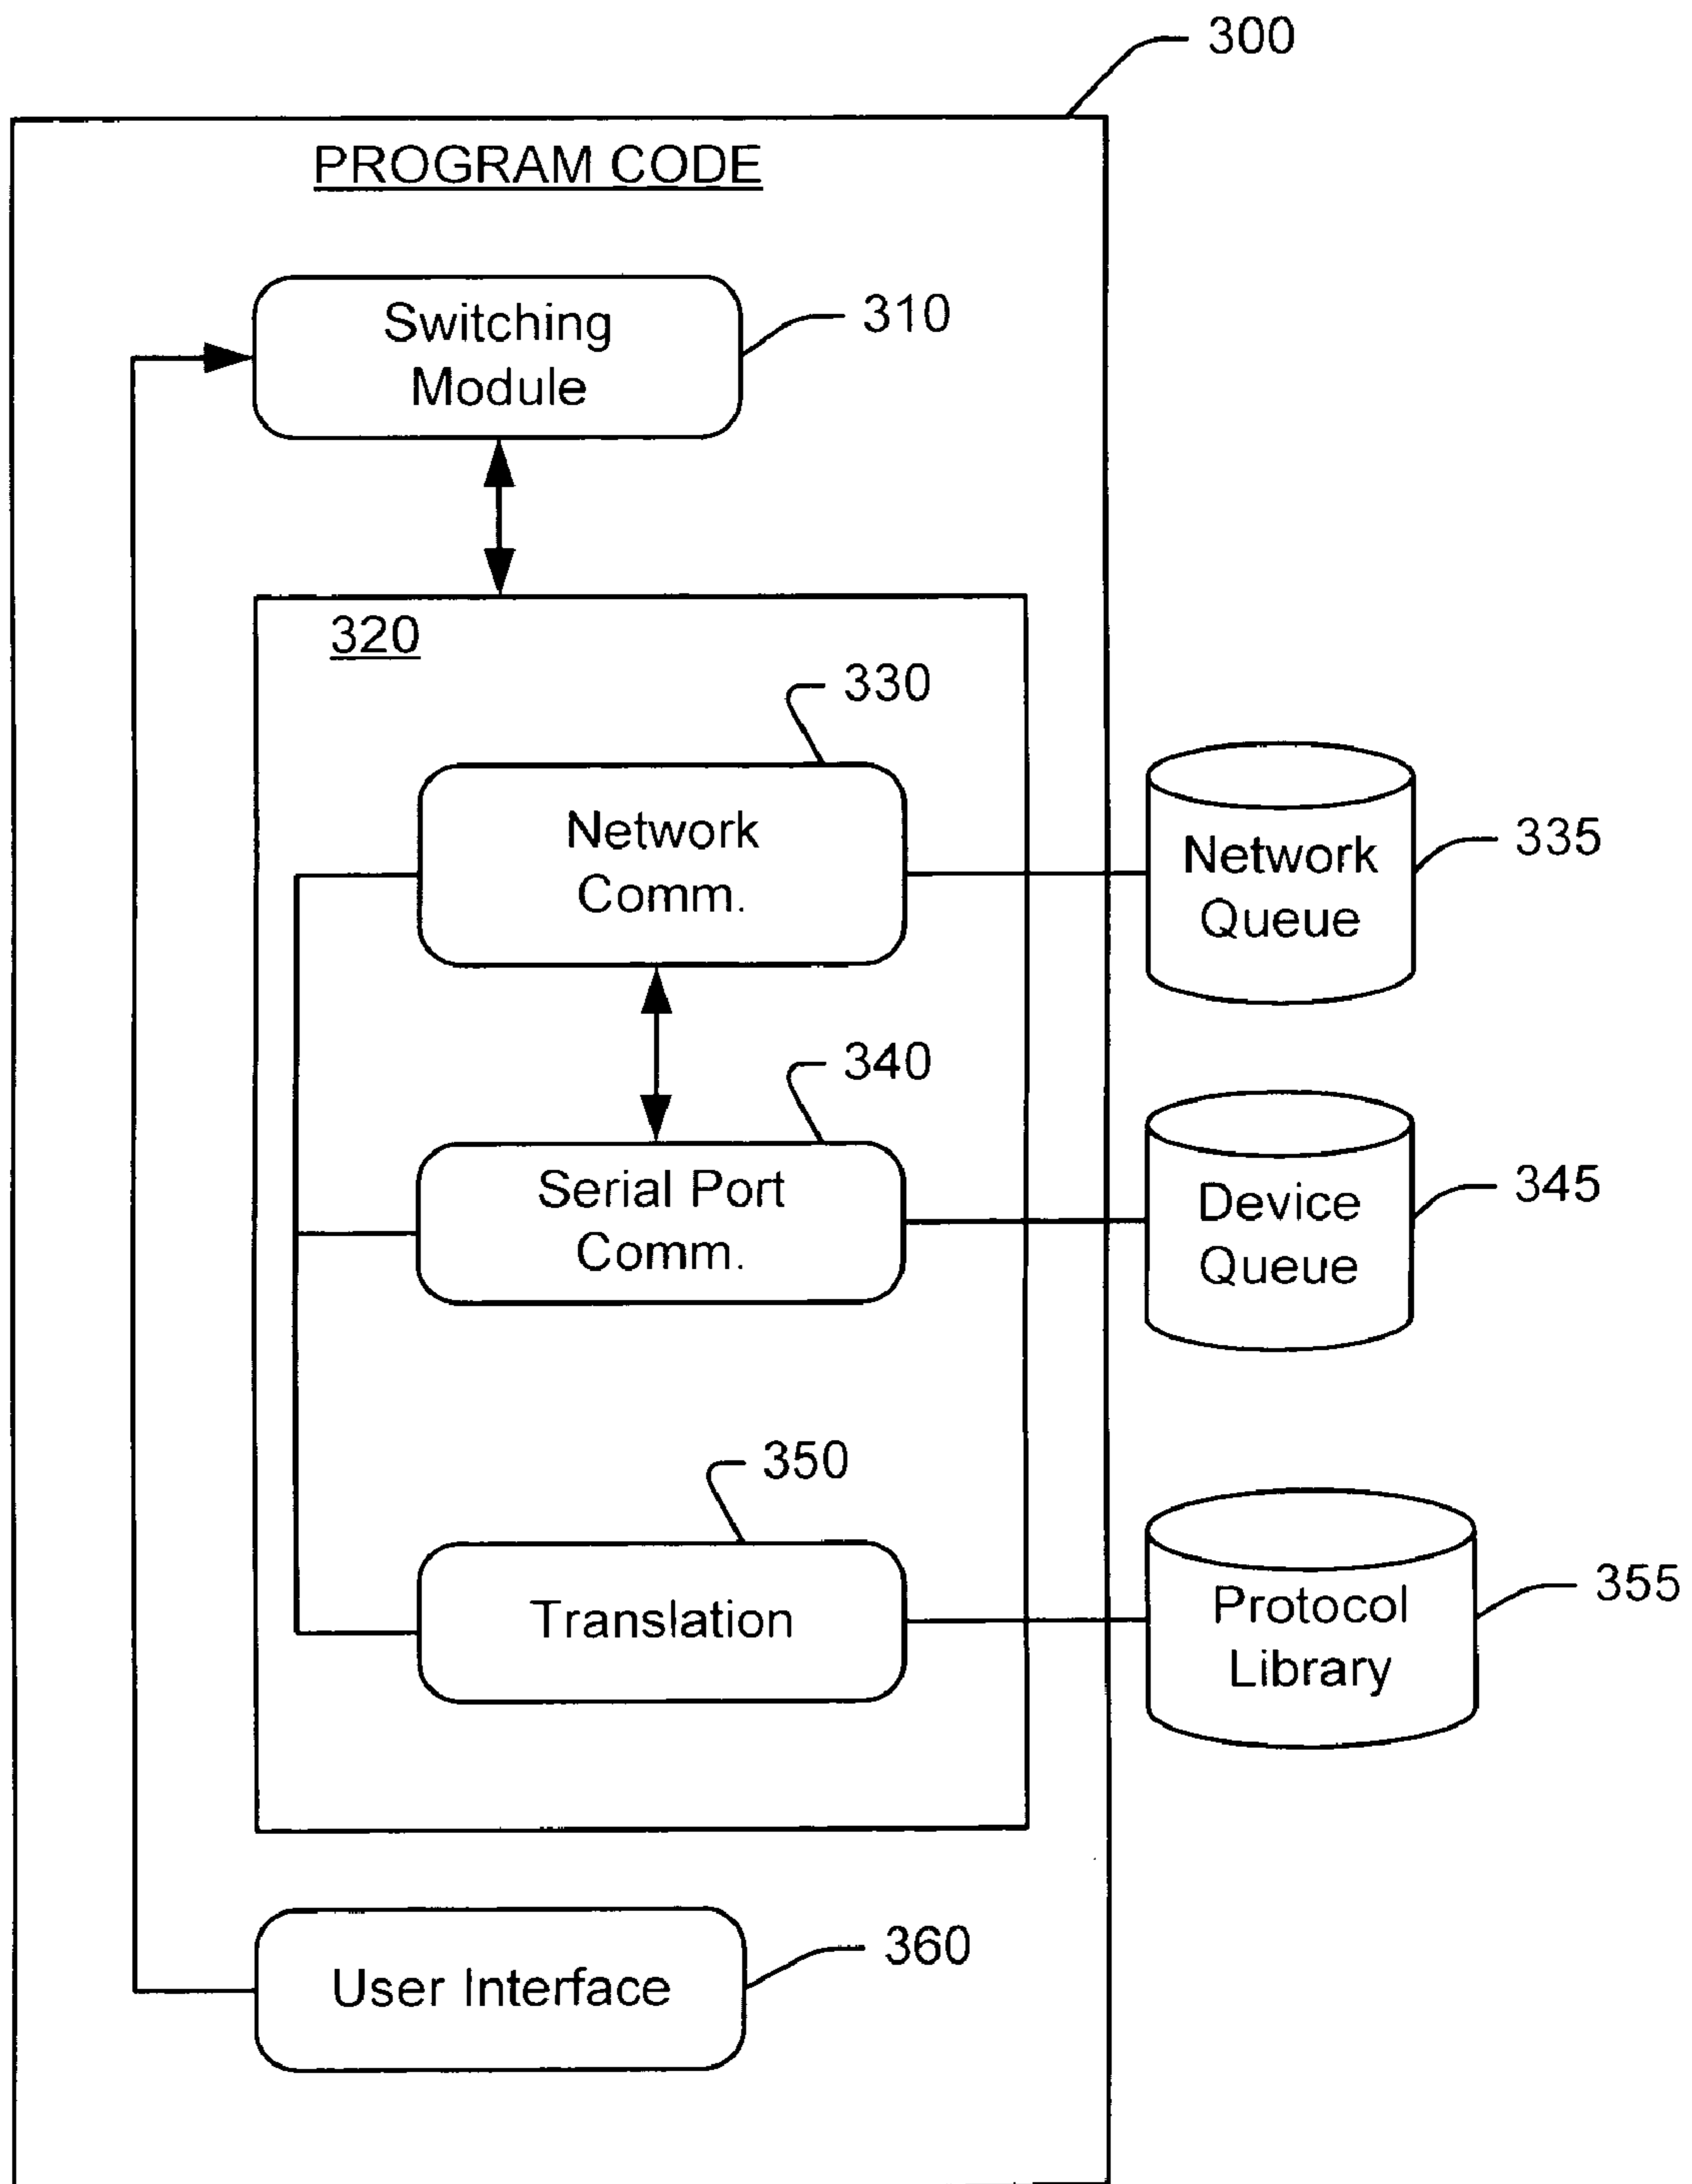 300
PROGRAM CODE
Switching
Module
310
320
330
Network
Comm.
Network
Queue
335
340
Serial Port
Comm.
Device
Queue
345
350
Translation
Protocol
Library
355
User Interface
360